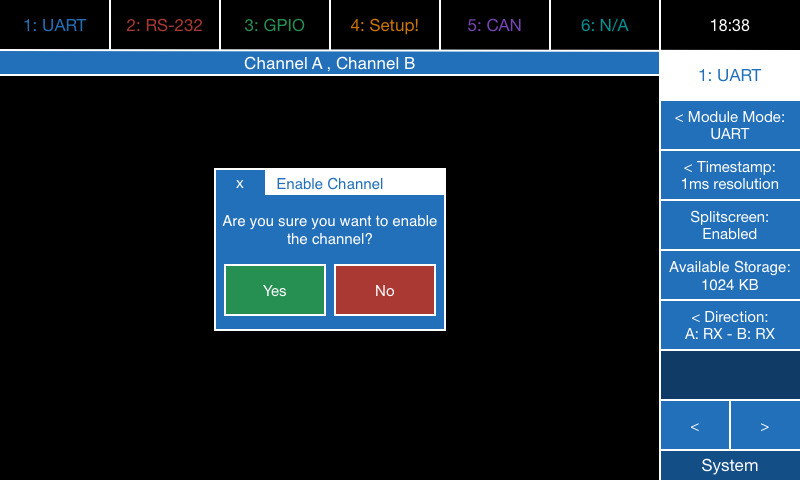 1: UART
2: RS-232
3: GPIO
4: Setup!
5: CAN
6: N/A
18:38
Channel A , Channel B
1: UART
< Module Mode:
UART
< Timestamp:
1ms resolution
Splitscreen:
Enabled
Available Storage:
1024 KB
< Direction:
A: RX - B: RX
<
>
System
x
Enable Channel
Are you sure you want to enable
the channel?
Yes
No